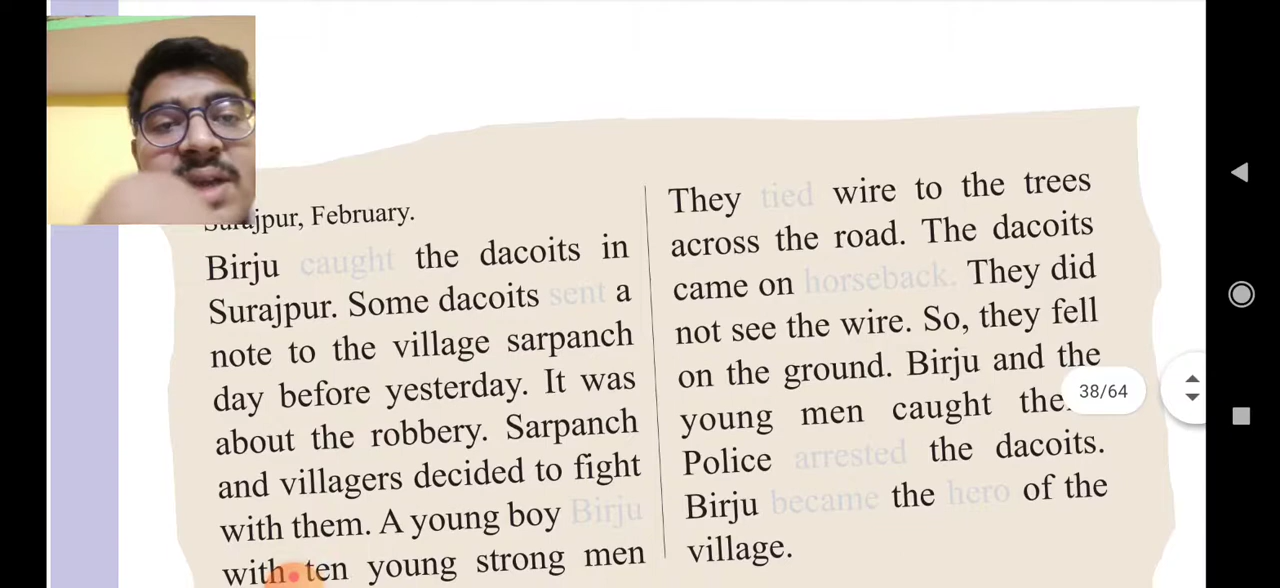 Surajpur, February.
Birju caught the dacoits in
Surajpur. Some dacoits sent a
note to the village sarpanch
day before yesterday. It was
about the robbery. Sarpanch
and villagers decided to fight
with them. A young boy Birju
with ten young strong men
They tied wire to the trees
across the road. The dacoits
came on horseback. They did
not see the wire. So, they fell
on the ground. Birju and the
young men caught
Police arrested the dacoits.
Birju became the hero of the
village.
38/64